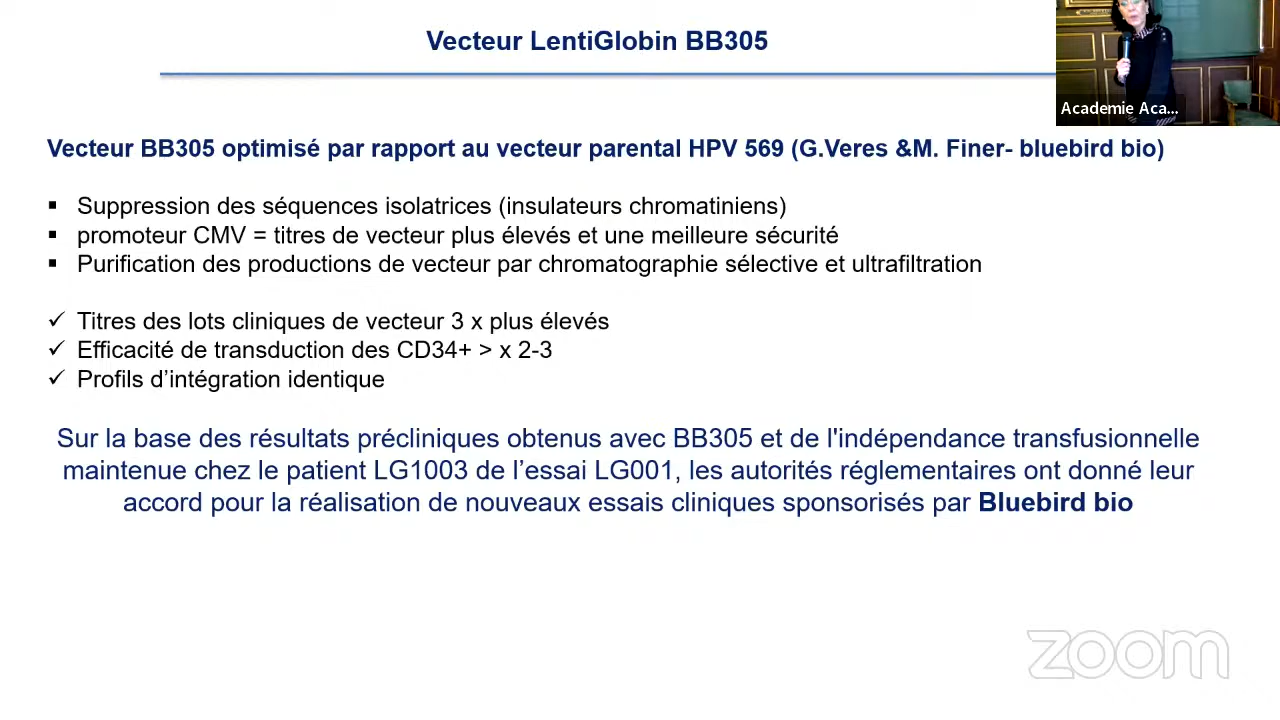 Vecteur LentiGlobin BB305
Academie Aca...
Vecteur BB305 optimisé par rapport au vecteur parental HPV 569 (G.Veres &M. Finer- bluebird bio)
▪ Suppression des séquences isolatrices (insulateurs chromatiniens)
▪ promoteur CMV = titres de vecteur plus élevés et une meilleure sécurité
▪ Purification des productions de vecteur par chromatographie sélective et ultrafiltration
✓ Titres des lots cliniques de vecteur 3 x plus élevés
✓ Efficacité de transduction des CD34+ > x 2-3
✓ Profils d’intégration identique
Sur la base des résultats précliniques obtenus avec BB305 et de l'indépendance transfusionnelle
maintenue chez le patient LG1003 de l’essai LG001, les autorités réglementaires ont donné leur
accord pour la réalisation de nouveaux essais cliniques sponsorisés par Bluebird bio
zoom